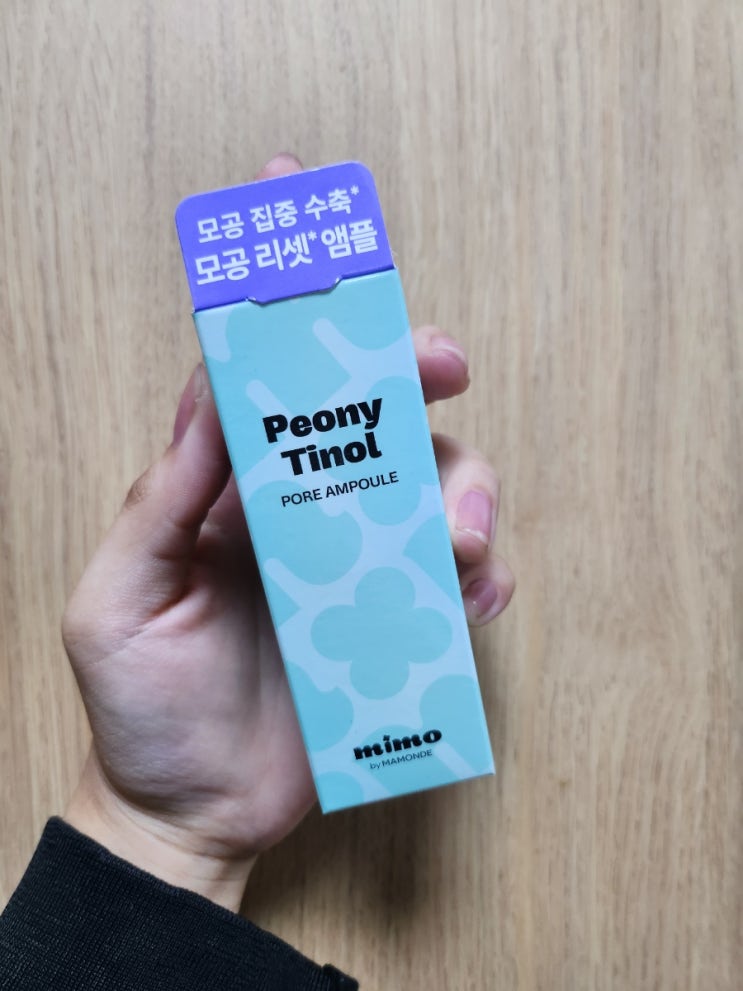 모공 집중 수축*
모공 리셋* 앰플
Peony
Tinol
PORE AMPOULE
mimo
by MAMONDE